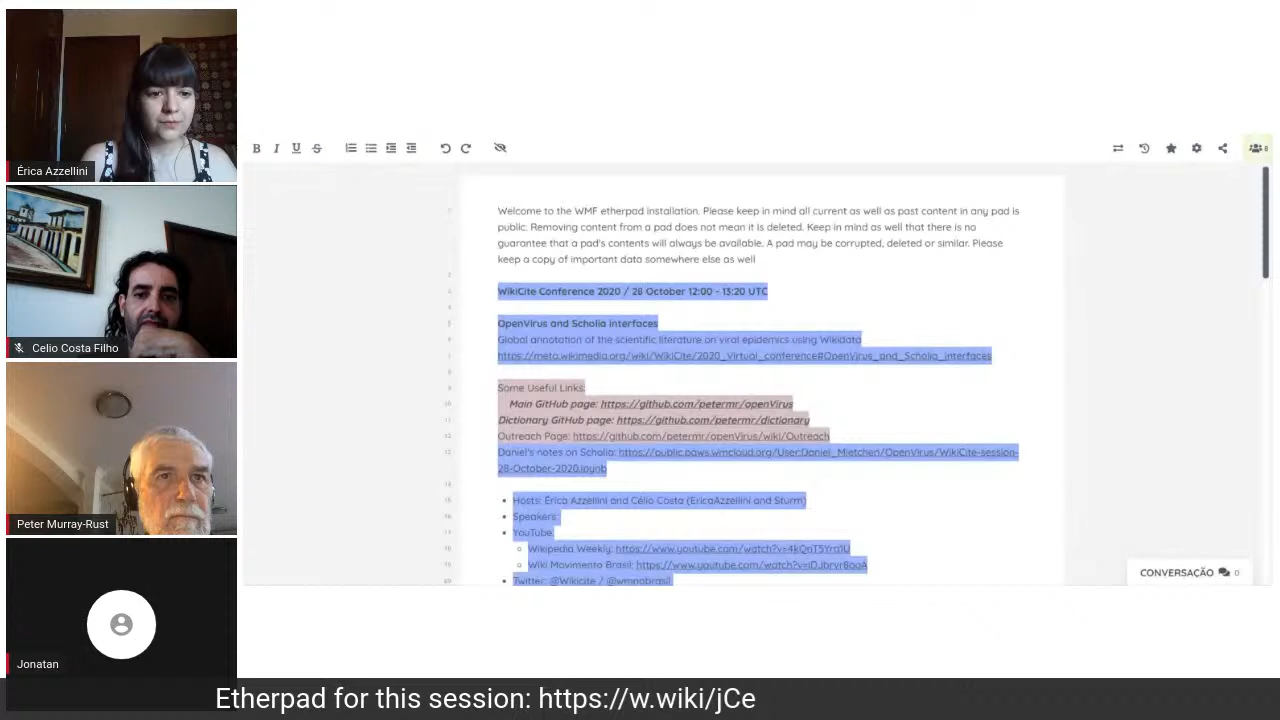 Érica Azzellini
Celio Costa Filho
Peter Murray-Rust
Jonatan
B I U S
8
Welcome to the WMF etherpad installation. Please keep in mind all current as well as past content in any pad is
public. Removing content from a pad does not mean it is deleted. Keep in mind as well that there is no
guarantee that a pad's contents will always be available. A pad may be corrupted, deleted or similar. Please
keep a copy of important data somewhere else as well
WikiCite Conference 2020 / 28 October 12:00 - 13:20 UTC
OpenVirus and Scholia interfaces
Global annotation of the scientific literature on viral epidemics using Wikidata
https://meta.wikimedia.org/wiki/WikiCite/2020_Virtual_conference#OpenVirus_and_Scholia_interfaces
Some Useful Links:
Main GitHub page: https://github.com/petermr/openVirus
Dictionary GitHub page: https://github.com/petermr/dictionary
Outreach Page: https://github.com/petermr/openVirus/wiki/Outreach
Daniel's notes on Scholia: https://public.paws.wmcloud.org/User:Daniel_Mietchen/OpenVirus/WikiCite-session-
28-October-2020.ipynb
Hosts: Érica Azzellini and Célio Costa (EricaAzzellini and Sturm)
Speakers:
YouTube:
Wikipedia Weekly:
Wiki Movimento Brasil:
Twitter: @Wikicite / @wmnobrasil
CONVERSAÇÃO 0
Etherpad for this session: https://w.wiki/jCe